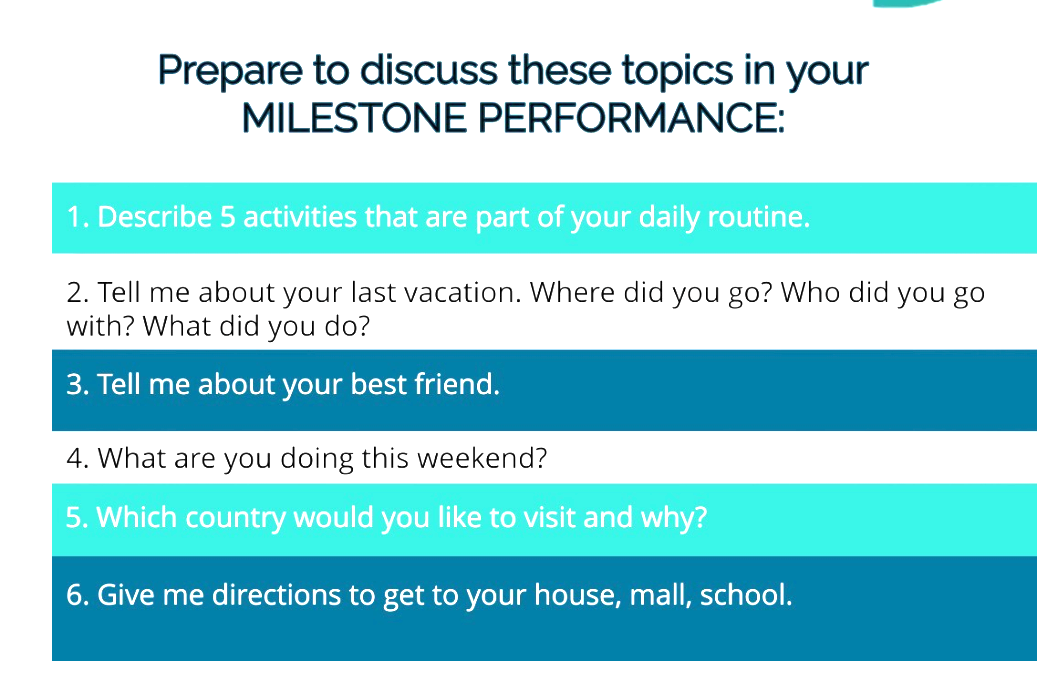 Prepare to discuss these topics in your
MILESTONE PERFORMANCE:
1. Describe 5 activities that are part of your daily routine.
2. Tell me about your last vacation. Where did you go? Who did you go
with? What did you do?
3. Tell me about your best friend.
4. What are you doing this weekend?
5. Which country would you like to visit and why?
6. Give me directions to get to your house, mall, school.